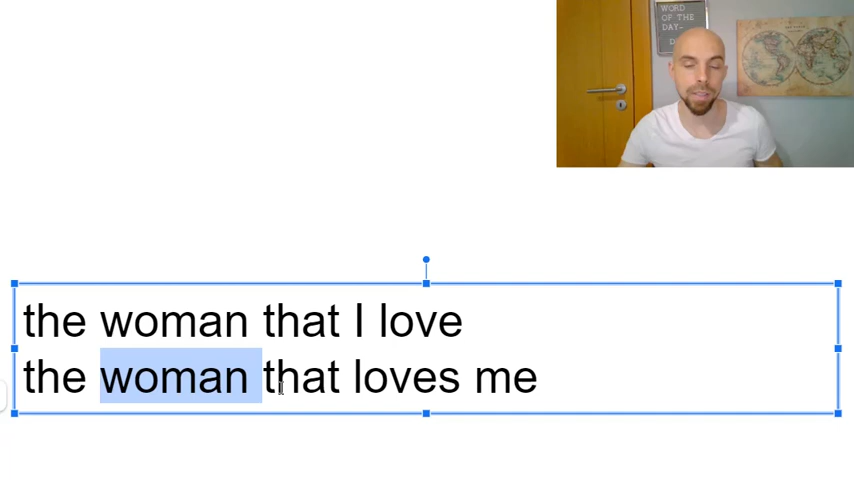 WORD
OF THE
DAY-
the woman that I love
the woman that loves me